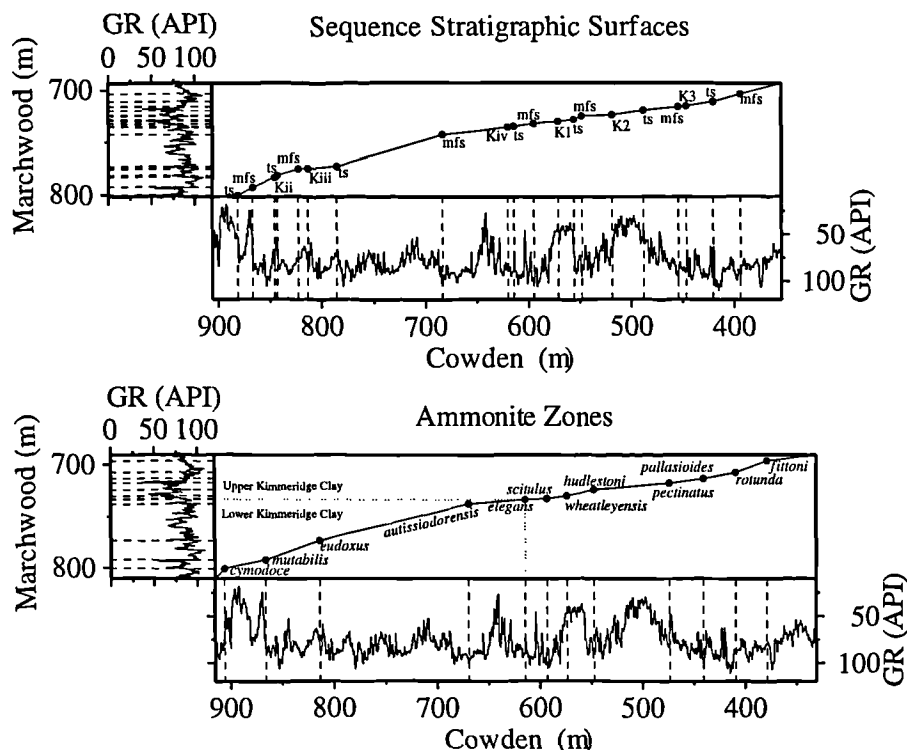 GR (API)
Sequence Stratigraphic Surfaces
0 50 100
Marchwood (m)
700
800
ts mfs ts Kii mfs Kiii ts mfs Kiv ts mfs K1 ts mfs K2 ts mfs K3 ts mfs
50
100
GR (API)
900 800 700 600 500 400
Cowden (m)
GR (API)
Ammonite Zones
0 50 100
Marchwood (m)
700
800
Upper Kimmeridge Clay
Lower Kimmeridge Clay
cymodoce
mutabilis
eudoxus
autissiodorensis
elegans
scitulus
wheatleyensis
hudlestoni
pectinatus
pallasioides
rotunda
fittoni
50
100
GR (API)
900 800 700 600 500 400
Cowden (m)